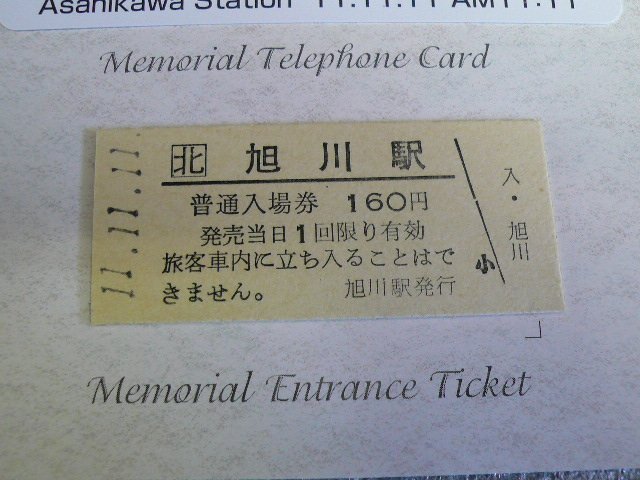 Asahikawa Station 11.11.11 AM11:11
Memorial Telephone Card
11.11.11.
北 旭川駅
普通入場券 160円
発売当日1回限り有効
旅客車内に立ち入ることはで
きません。 旭川駅発行
小
入・旭川
Memorial Entrance Ticket